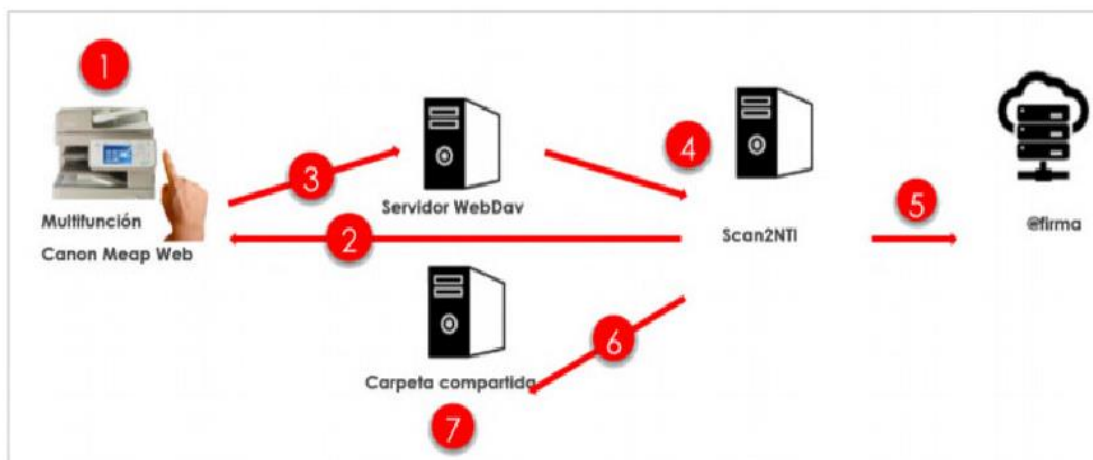 1
Multifunción
Canon Meap Web
3
Servidor WebDav
2
4
Scan2NTI
5
@firma
6
Carpeta compartida
7